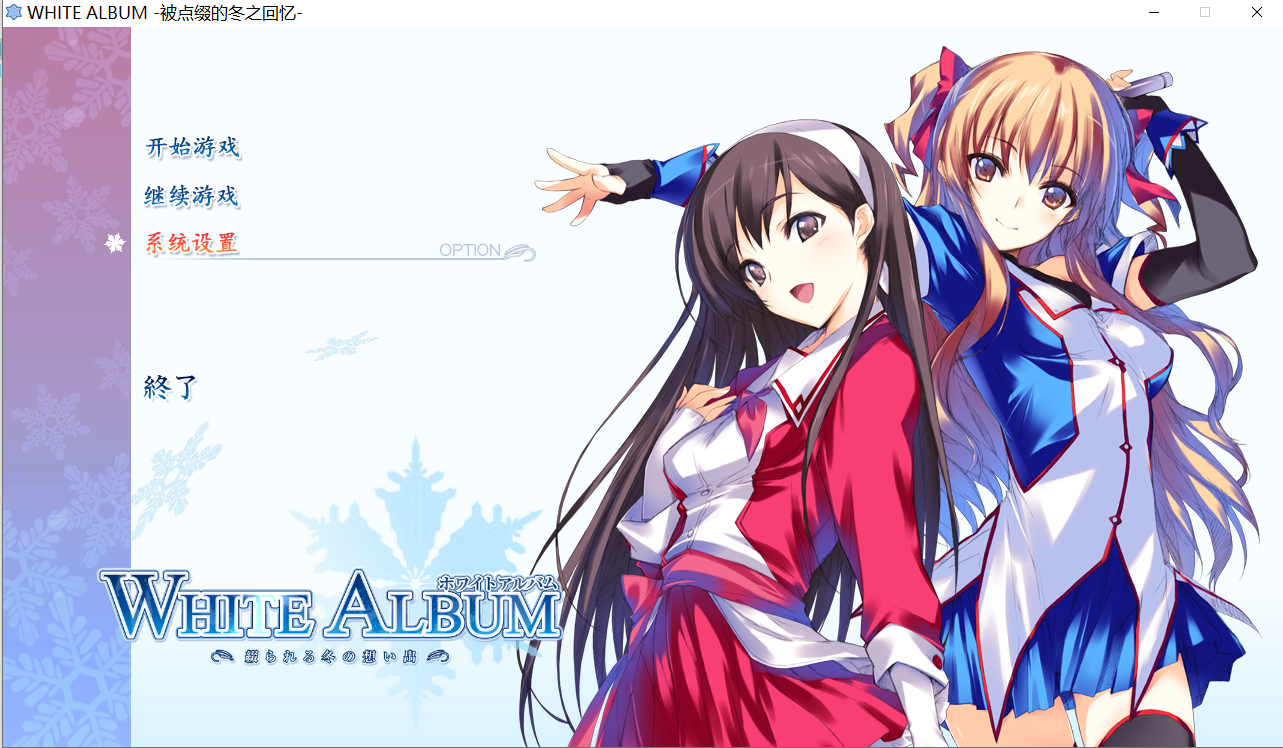 WHITE ALBUM -被点缀的冬之回忆-
开始游戏
继续游戏
系统设置
OPTION
終了
ホワイトアルバム
WHITE ALBUM
綴られる冬の想い出